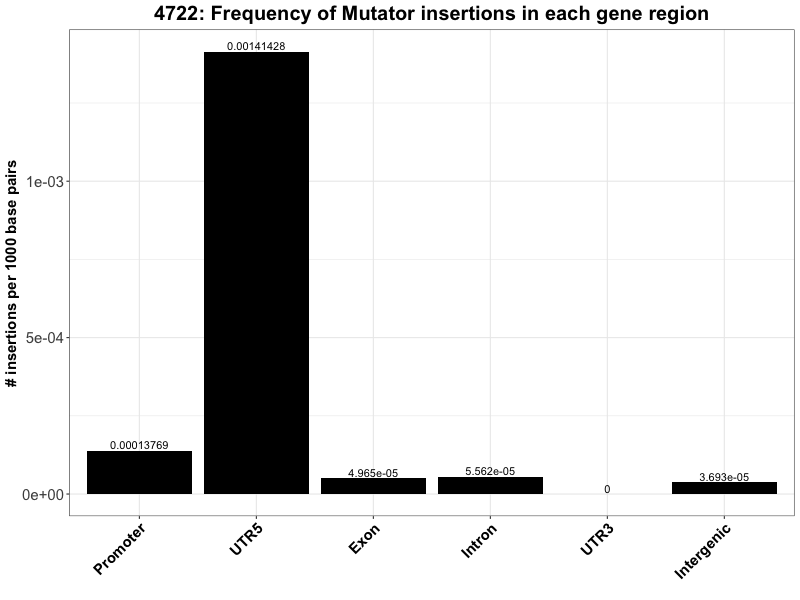 4722: Frequency of Mutator insertions in each gene region
# insertions per 1000 base pairs
1e-03
5e-04
0e+00
0.00013769
0.00141428
4.965e-05
5.562e-05
0
3.693e-05
Promoter
UTR5
Exon
Intron
UTR3
Intergenic